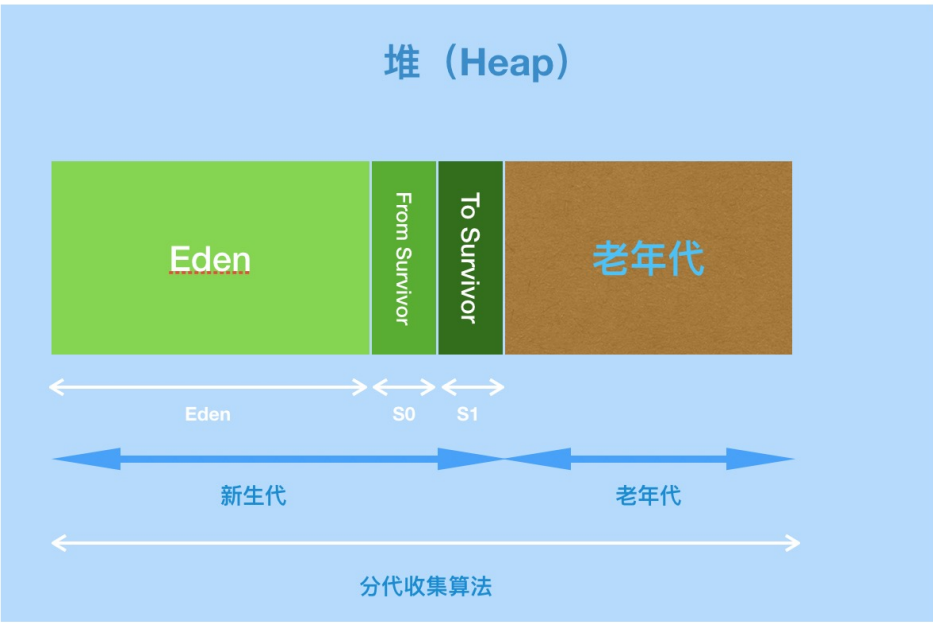 堆（Heap）
Eden
From Survivor
To Survivor
老年代
Eden
S0
S1
新生代
老年代
分代收集算法